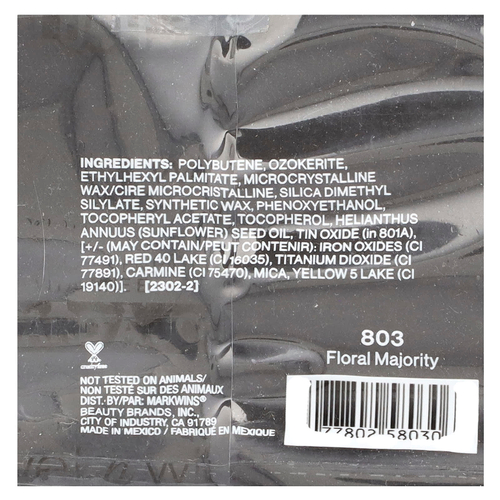 INGREDIENTS: POLYBUTENE, OZOKERITE,
ETHYLHEXYL PALMITATE, MICROCRYSTALLINE
WAX/CIRE MICROCRISTALLINE, SILICA DIMETHYL
SILYLATE, SYNTHETIC WAX, PHENOXYETHANOL,
TOCOPHERYL ACETATE, TOCOPHEROL, HELIANTHUS
ANNUUS (SUNFLOWER) SEED OIL, TIN OXIDE (in 801A),
[+/- (MAY CONTAIN/PEUT CONTENIR): IRON OXIDES (CI
77491), RED 40 LAKE (CI 16035), TITANIUM DIOXIDE (CI
77891), CARMINE (CI 75470), MICA, YELLOW 5 LAKE (CI
19140)]. [2302-2]
803
Floral Majority
crueltyfree
NOT TESTED ON ANIMALS/
NON TESTÉ SUR DES ANIMAUX
DIST. BY/PAR: MARKWINS®
BEAUTY BRANDS, INC.,
CITY OF INDUSTRY, CA 91789
MADE IN MEXICO / FABRIQUÉ EN MEXIQUE
77802 58030